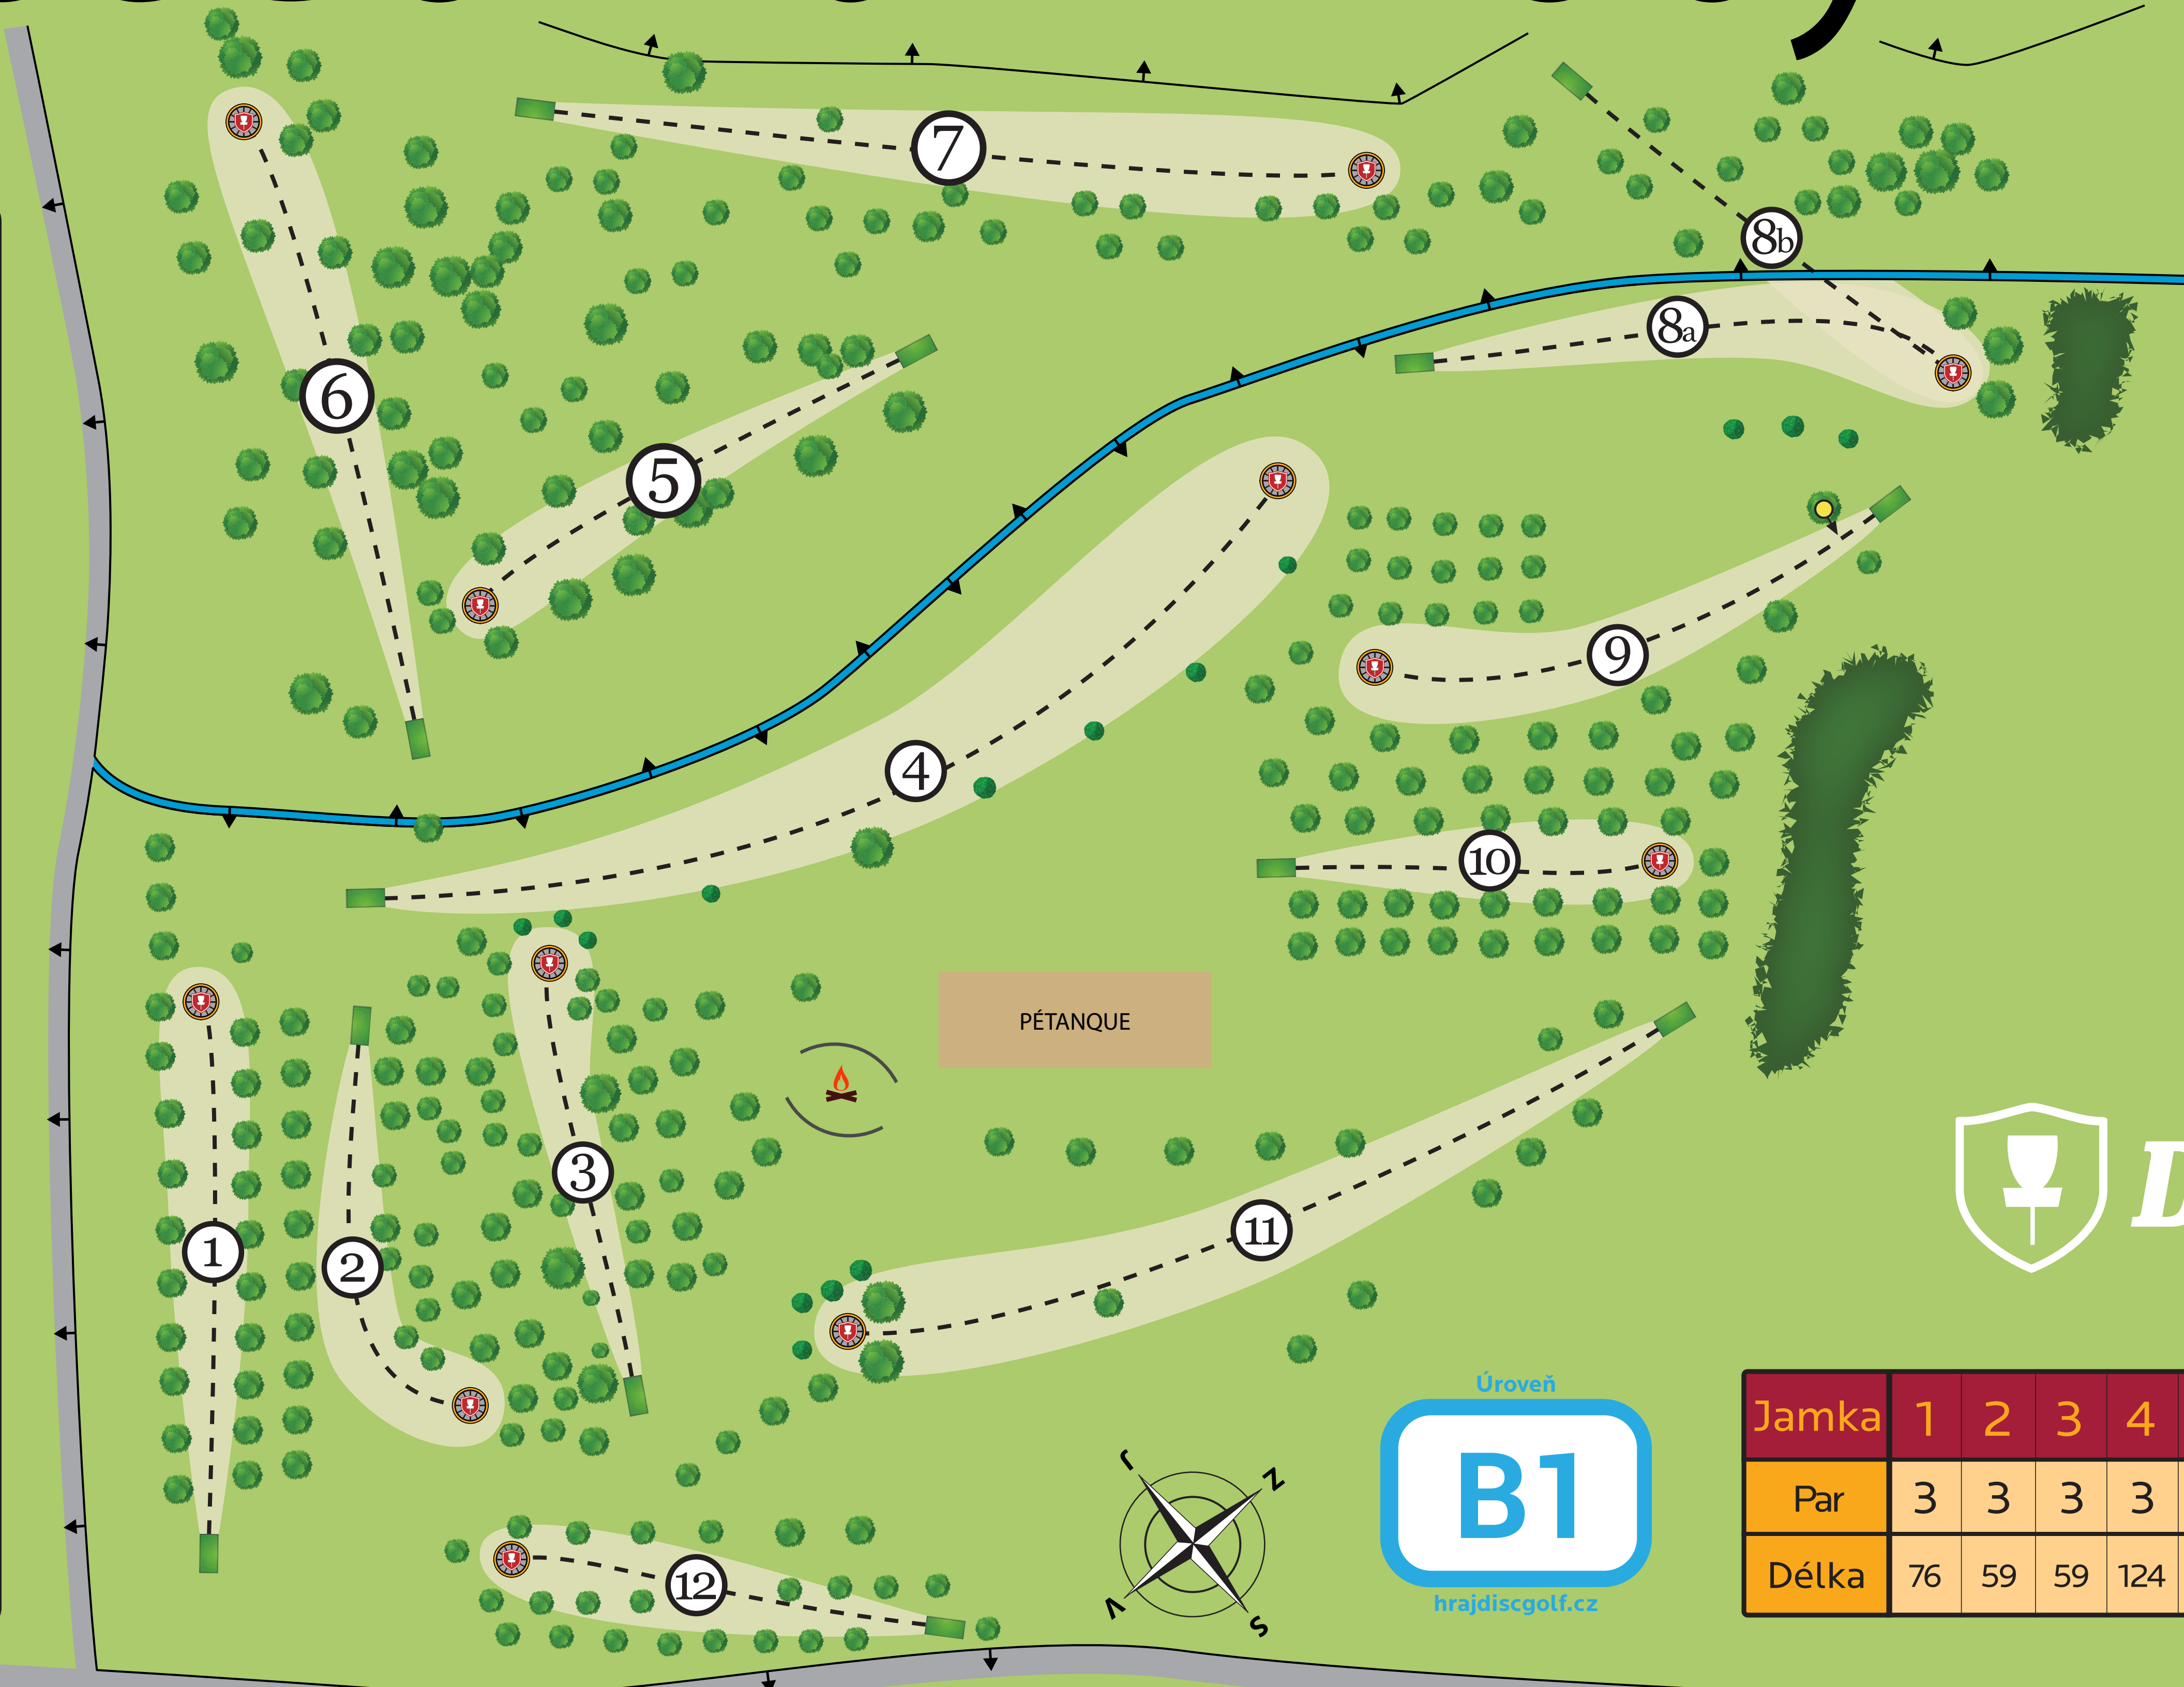 7
8b
8a
6
5
9
4
10
PÉTANQUE
3
11
1
2
12
J
Z
V
S
Úroveň
B1
hrajdiscgolf.cz
D
Jamka 1 2 3 4
Par 3 3 3 3
Délka 76 59 59 124